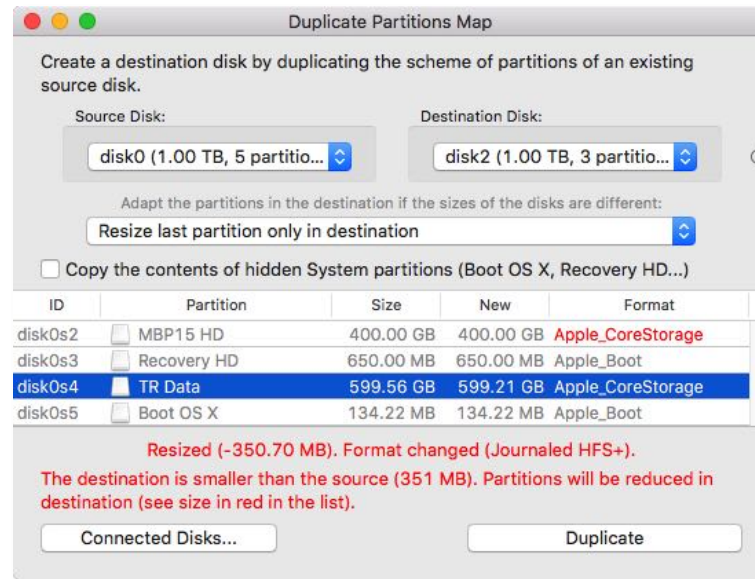 Duplicate Partitions Map
Create a destination disk by duplicating the scheme of partitions of an existing
source disk.
Source Disk: Destination Disk:
disk0 (1.00 TB, 5 partitio... disk2 (1.00 TB, 3 partitio...
Adapt the partitions in the destination if the sizes of the disks are different:
Resize last partition only in destination
Copy the contents of hidden System partitions (Boot OS X, Recovery HD...)
ID Partition Size New Format
disk0s2 MBP15 HD 400.00 GB 400.00 GB Apple_CoreStorage
disk0s3 Recovery HD 650.00 MB 650.00 MB Apple_Boot
disk0s4 TR Data 599.56 GB 599.21 GB Apple_CoreStorage
disk0s5 Boot OS X 134.22 MB 134.22 MB Apple_Boot
Resized (-350.70 MB). Format changed (Journaled HFS+).
The destination is smaller than the source (351 MB). Partitions will be reduced in
destination (see size in red in the list).
Connected Disks... Duplicate